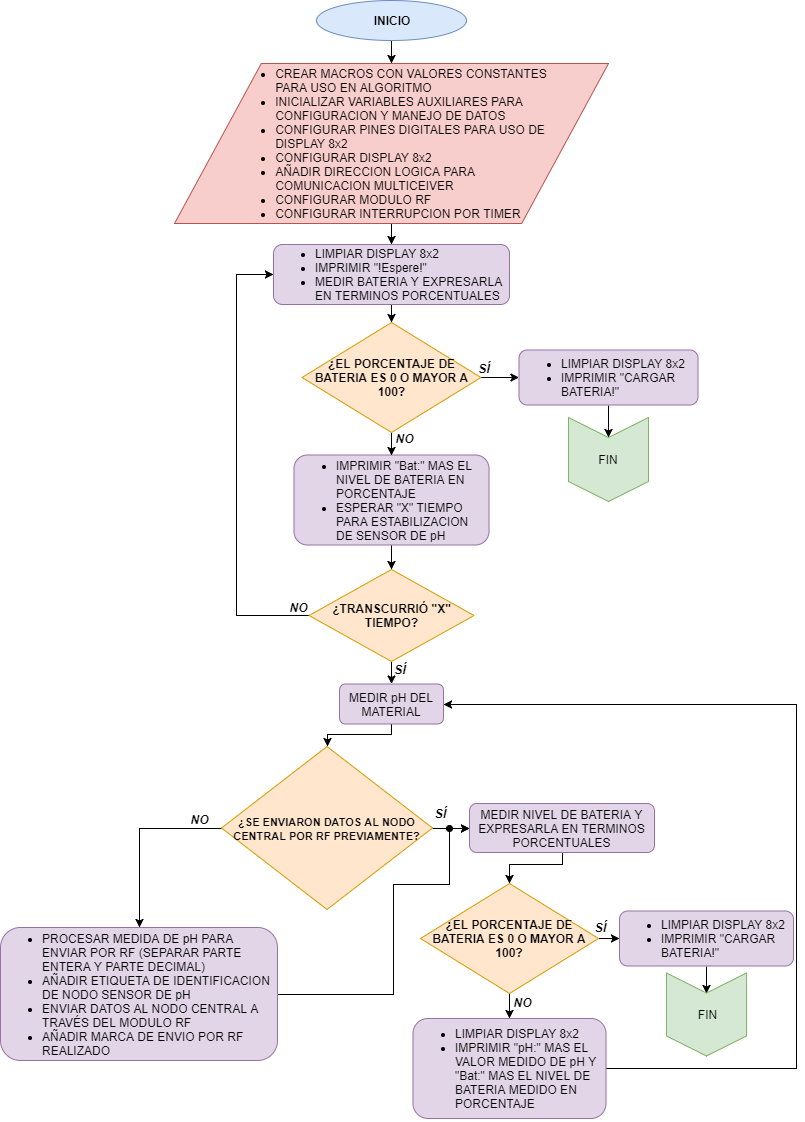 INICIO
• CREAR MACROS CON VALORES CONSTANTES
PARA USO EN ALGORITMO
• INICIALIZAR VARIABLES AUXILIARES PARA
CONFIGURACION Y MANEJO DE DATOS
• CONFIGURAR PINES DIGITALES PARA USO DE
DISPLAY 8x2
• CONFIGURAR DISPLAY 8x2
• AÑADIR DIRECCION LOGICA PARA
COMUNICACION MULTICEIVER
• CONFIGURAR MODULO RF
• CONFIGURAR INTERRUPCION POR TIMER
• LIMPIAR DISPLAY 8x2
• IMPRIMIR "!Espere!"
• MEDIR BATERIA Y EXPRESARLA
EN TERMINOS PORCENTUALES
¿EL PORCENTAJE DE
BATERIA ES 0 O MAYOR A
100?
SÍ
• LIMPIAR DISPLAY 8x2
• IMPRIMIR "CARGAR
BATERIA!"
FIN
NO
• IMPRIMIR "Bat:" MAS EL
NIVEL DE BATERIA EN
PORCENTAJE
• ESPERAR "X" TIEMPO
PARA ESTABILIZACION
DE SENSOR DE pH
¿TRANSCURRIÓ "X"
TIEMPO?
NO
SÍ
MEDIR pH DEL
MATERIAL
¿SE ENVIARON DATOS AL NODO
CENTRAL POR RF PREVIAMENTE?
NO
SÍ
MEDIR NIVEL DE BATERIA Y
EXPRESARLA EN TERMINOS
PORCENTUALES
¿EL PORCENTAJE DE
BATERIA ES 0 O MAYOR A
100?
SÍ
• LIMPIAR DISPLAY 8x2
• IMPRIMIR "CARGAR
BATERIA!"
FIN
NO
• PROCESAR MEDIDA DE pH PARA
ENVIAR POR RF (SEPARAR PARTE
ENTERA Y PARTE DECIMAL)
• AÑADIR ETIQUETA DE IDENTIFICACION
DE NODO SENSOR DE pH
• ENVIAR DATOS AL NODO CENTRAL A
TRAVÉS DEL MODULO RF
• AÑADIR MARCA DE ENVIO POR RF
REALIZADO
• LIMPIAR DISPLAY 8x2
• IMPRIMIR "pH:" MAS EL
VALOR MEDIDO DE pH Y
"Bat:" MAS EL NIVEL DE
BATERIA MEDIDO EN
PORCENTAJE